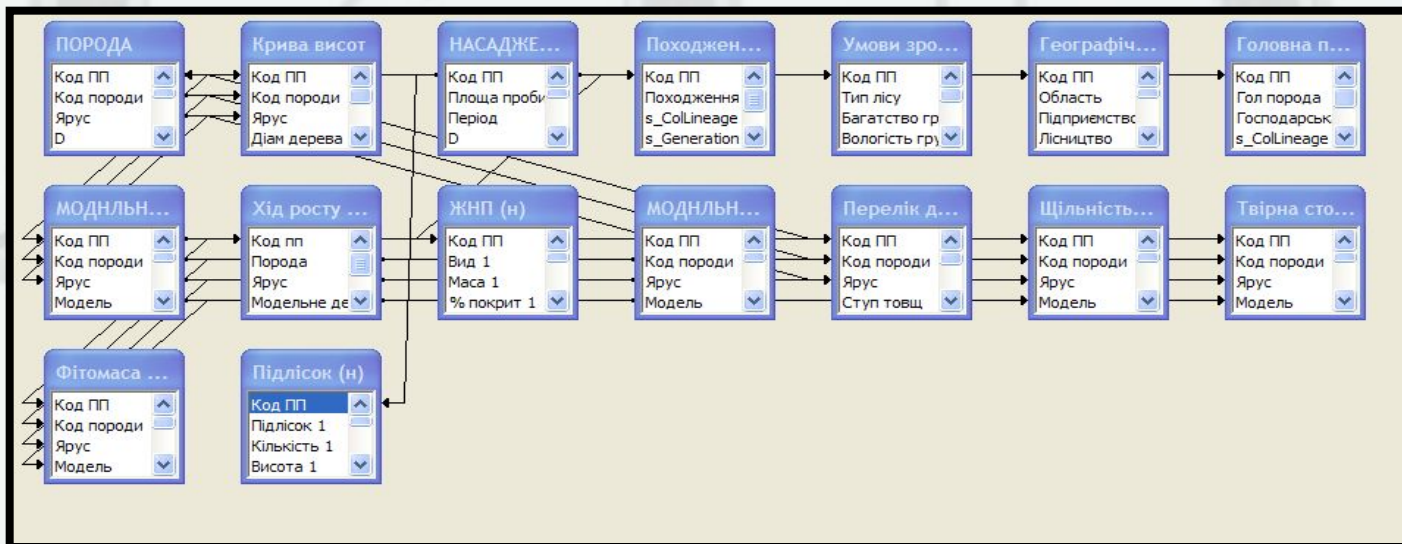 ПОРОДА
Код ПП
Код породи
Ярус
D
Крива висот
Код ПП
Код породи
Ярус
Діам дерева
НАСАДЖЕ...
Код ПП
Площа проби
Період
D
Походжен...
Код ПП
Походження
s_ColLineage
s_Generation
Умови зро...
Код ПП
Тип лісу
Багатство гр
Вологість гру
Географіч...
Код ПП
Область
Підприємство
Лісництво
Головна п...
Код ПП
Гол порода
Господарськ
s_ColLineage
МОДНЛЬН...
Код ПП
Код породи
Ярус
Модель
Хід росту ...
Код пп
Порода
Ярус
Модельне де
ЖНП (н)
Код ПП
Вид 1
Маса 1
% покрит 1
МОДНЛЬН...
Код ПП
Код породи
Ярус
Модель
Перелік д...
Код ПП
Код породи
Ярус
Ступ товщ
Щільність...
Код ПП
Код породи
Ярус
Модель
Твірна сто...
Код ПП
Код породи
Ярус
Модель
Фітомаса ...
Код ПП
Код породи
Ярус
Модель
Підлісок (н)
Код ПП
Підлісок 1
Кількість 1
Висота 1